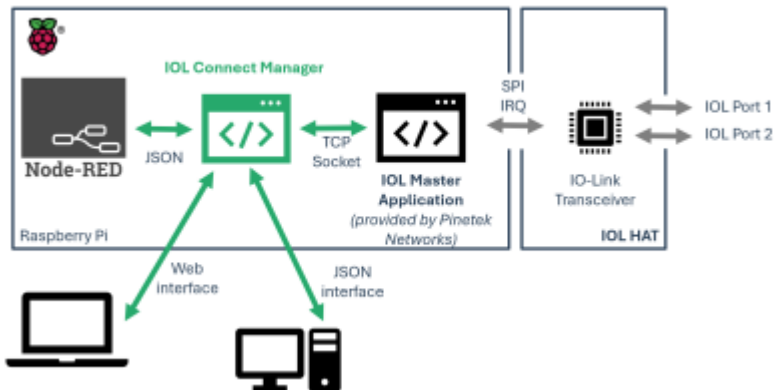 ®
IOL Connect Manager
SPI
IRQ
IOL Port 1
IOL Port 2
JSON
TCP
Socket
Node-RED
IOL Master
Application
(provided by Pinetek
Networks)
IO-Link
Transceiver
Raspberry Pi
IOL HAT
Web
interface
JSON
interface